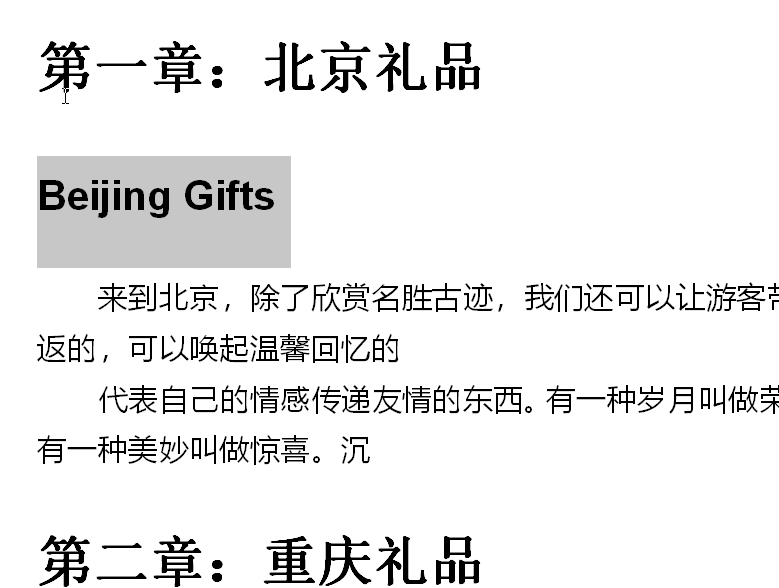 第一章：北京礼品
Beijing Gifts
来到北京，除了欣赏名胜古迹，我们还可以让游客
返的，可以唤起温馨回忆的
代表自己的情感传递友情的东西。有一种岁月叫做荣
有一种美妙叫做惊喜。沉
第二章：重庆礼品